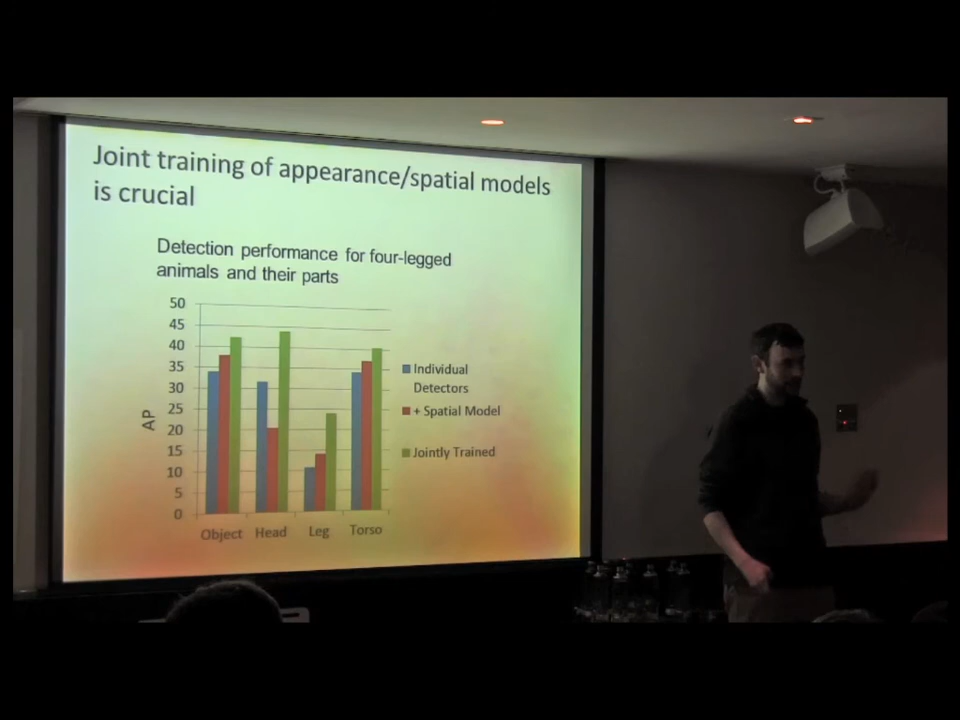 Joint training of appearance/spatial models
is crucial
Detection performance for four-legged
animals and their parts
50
45
40
35
30
25
20
15
10
5
0
AP
Object Head Leg Torso
Individual
Detectors
+ Spatial Model
Jointly Trained